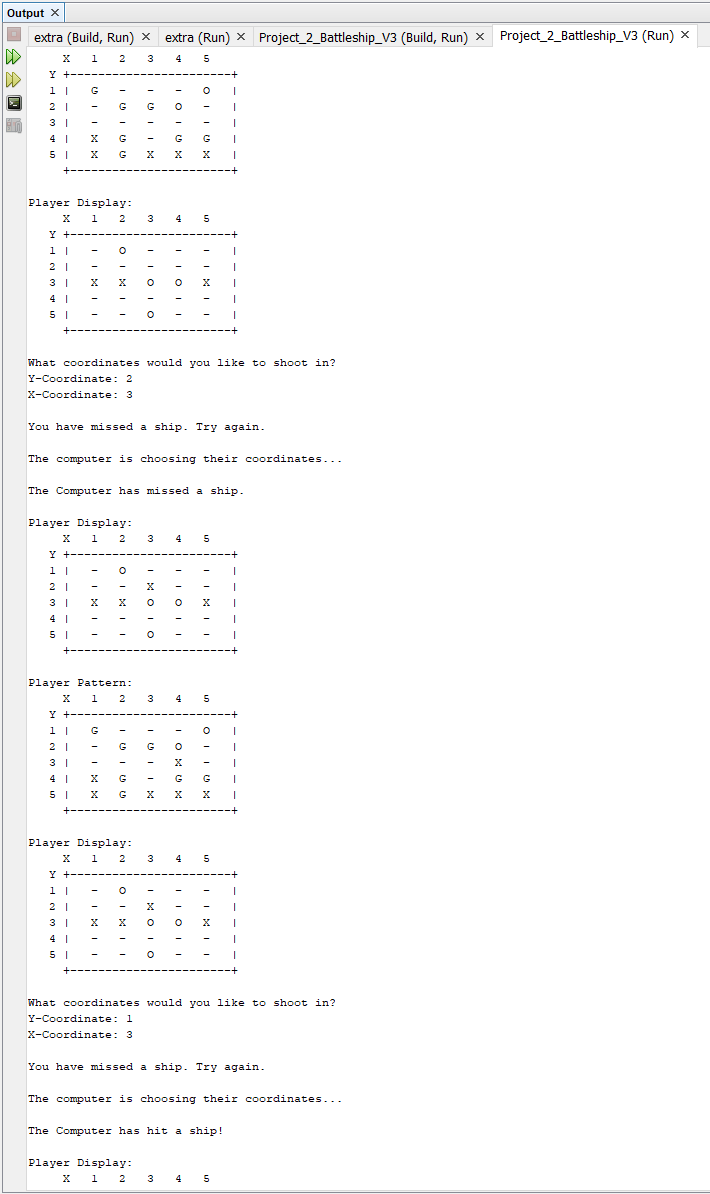 Output ×
extra (Build, Run) × extra (Run) × Project_2_Battleship_V3 (Build, Run) × Project_2_Battleship_V3 (Run) ×
X 1 2 3 4 5
Y +-----------------------+
1 | G - - - O |
2 | - G G O - |
3 | - - - - - |
4 | X G - G G |
5 | X G X X X |
+-----------------------+
Player Display:
X 1 2 3 4 5
Y +-----------------------+
1 | - O - - - |
2 | - - - - - |
3 | X X O O X |
4 | - - - - - |
5 | - - O - - |
+-----------------------+
What coordinates would you like to shoot in?
Y-Coordinate: 2
X-Coordinate: 3
You have missed a ship. Try again.
The computer is choosing their coordinates...
The Computer has missed a ship.
Player Display:
X 1 2 3 4 5
Y +-----------------------+
1 | - O - - - |
2 | - - X - - |
3 | X X O O X |
4 | - - - - - |
5 | - - O - - |
+-----------------------+
Player Pattern:
X 1 2 3 4 5
Y +-----------------------+
1 | G - - - O |
2 | - G G O - |
3 | - - - X - |
4 | X G - G G |
5 | X G X X X |
+-----------------------+
Player Display:
X 1 2 3 4 5
Y +-----------------------+
1 | - O - - - |
2 | - - X - - |
3 | X X O O X |
4 | - - - - - |
5 | - - O - - |
+-----------------------+
What coordinates would you like to shoot in?
Y-Coordinate: 1
X-Coordinate: 3
You have missed a ship. Try again.
The computer is choosing their coordinates...
The Computer has hit a ship!
Player Display:
X 1 2 3 4 5